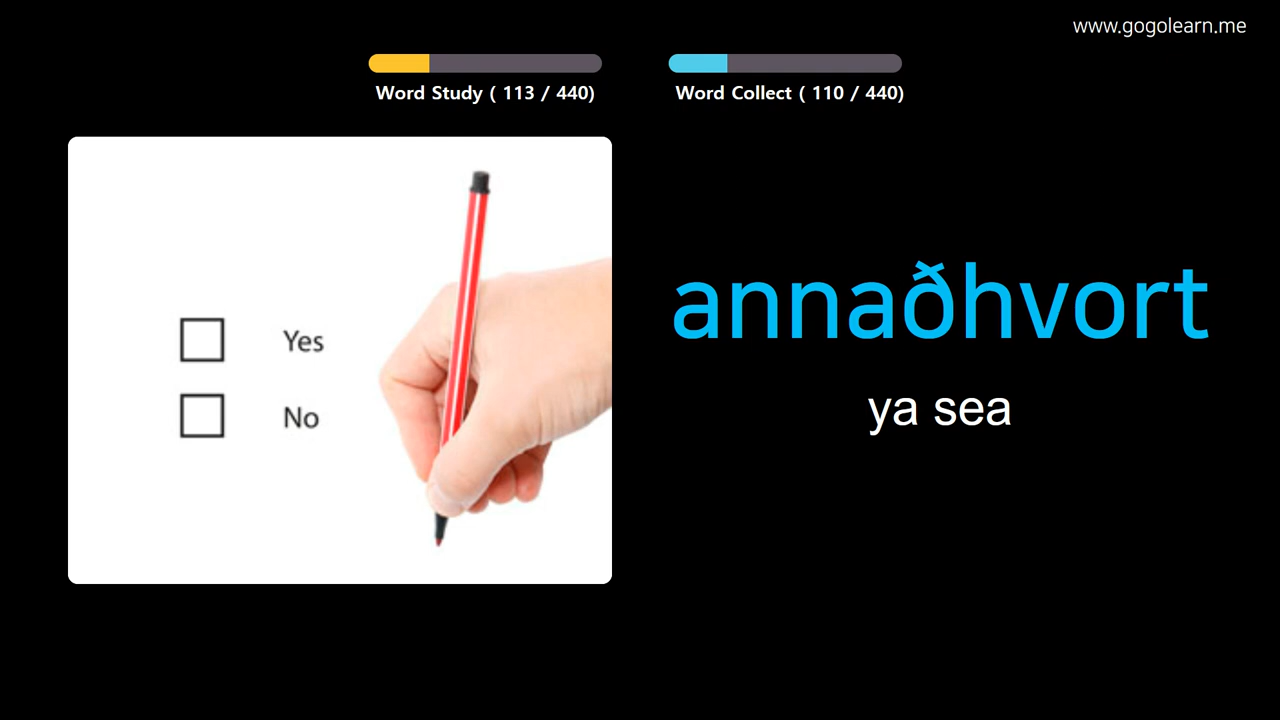 www.gogolearn.me
Word Study ( 113 / 440)
Word Collect ( 110 / 440)
Yes
No
annaðhvort
ya sea